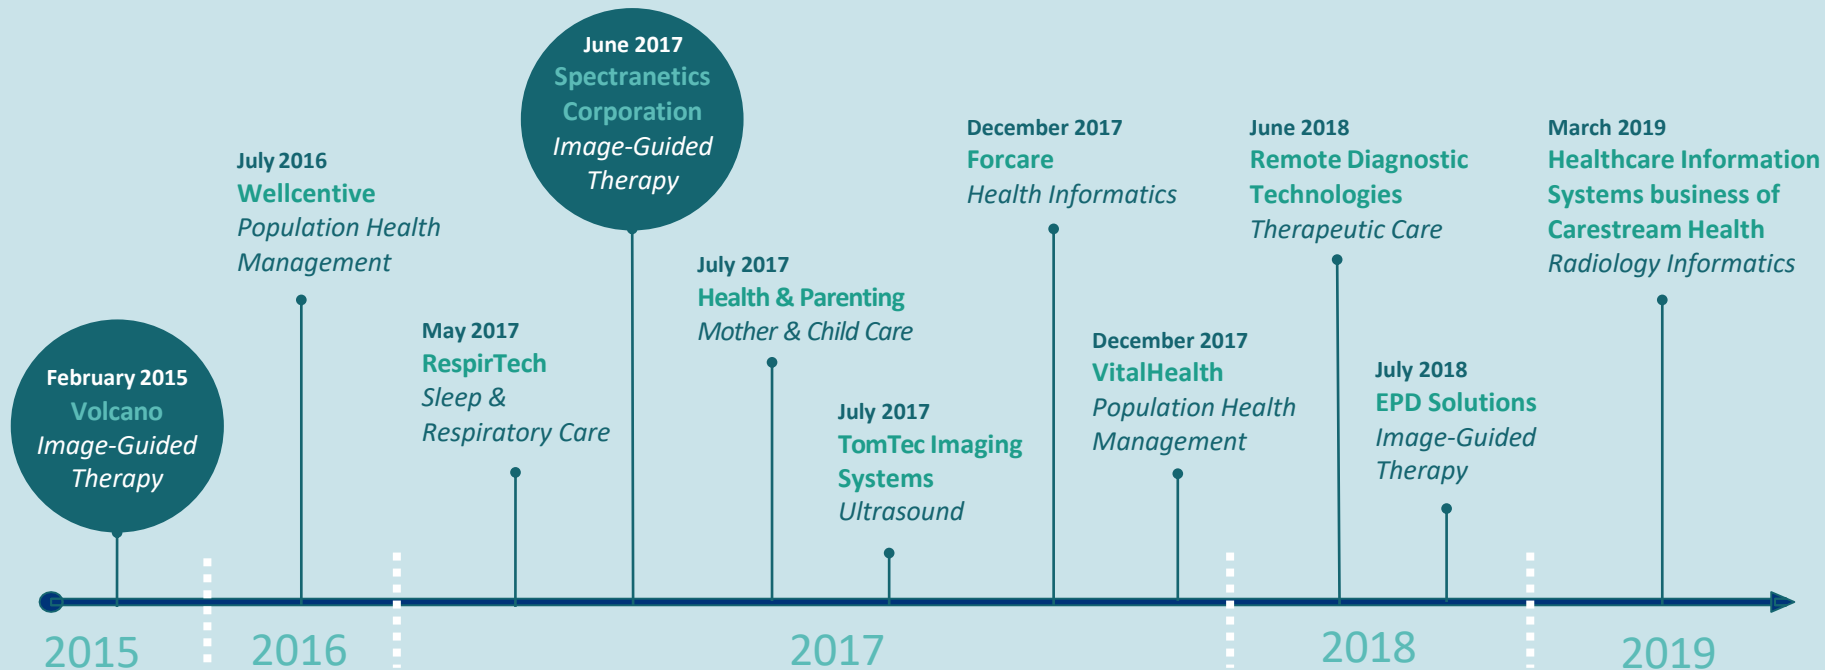 February 2015
Volcano
Image-Guided
Therapy
July 2016
Wellcentive
Population Health
Management
May 2017
RespirTech
Sleep &
Respiratory Care
June 2017
Spectranetics
Corporation
Image-Guided
Therapy
July 2017
Health & Parenting
Mother & Child Care
July 2017
TomTec Imaging
Systems
Ultrasound
December 2017
Forcare
Health Informatics
December 2017
VitalHealth
Population Health
Management
June 2018
Remote Diagnostic
Technologies
Therapeutic Care
July 2018
EPD Solutions
Image-Guided
Therapy
March 2019
Healthcare Information
Systems business of
Carestream Health
Radiology Informatics
2015
2016
2017
2018
2019